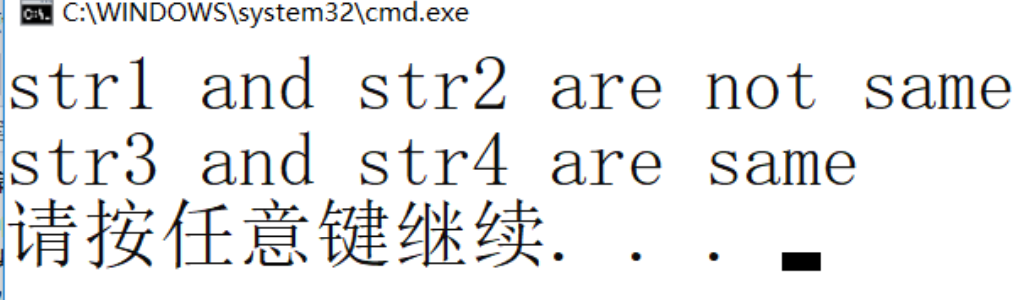 C:\WINDOWS\system32\cmd.exe
str1 and str2 are not same
str3 and str4 are same
请按任意键继续. . .